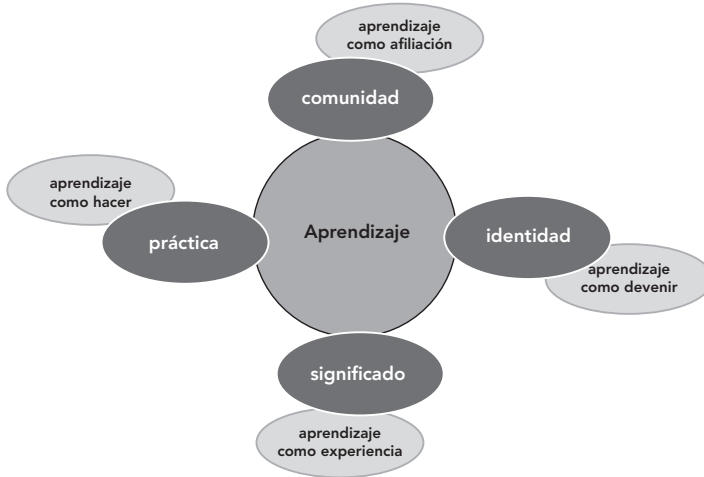 aprendizaje
como afiliación
comunidad
aprendizaje
como hacer
práctica
Aprendizaje
identidad
aprendizaje
como devenir
significado
aprendizaje
como experiencia